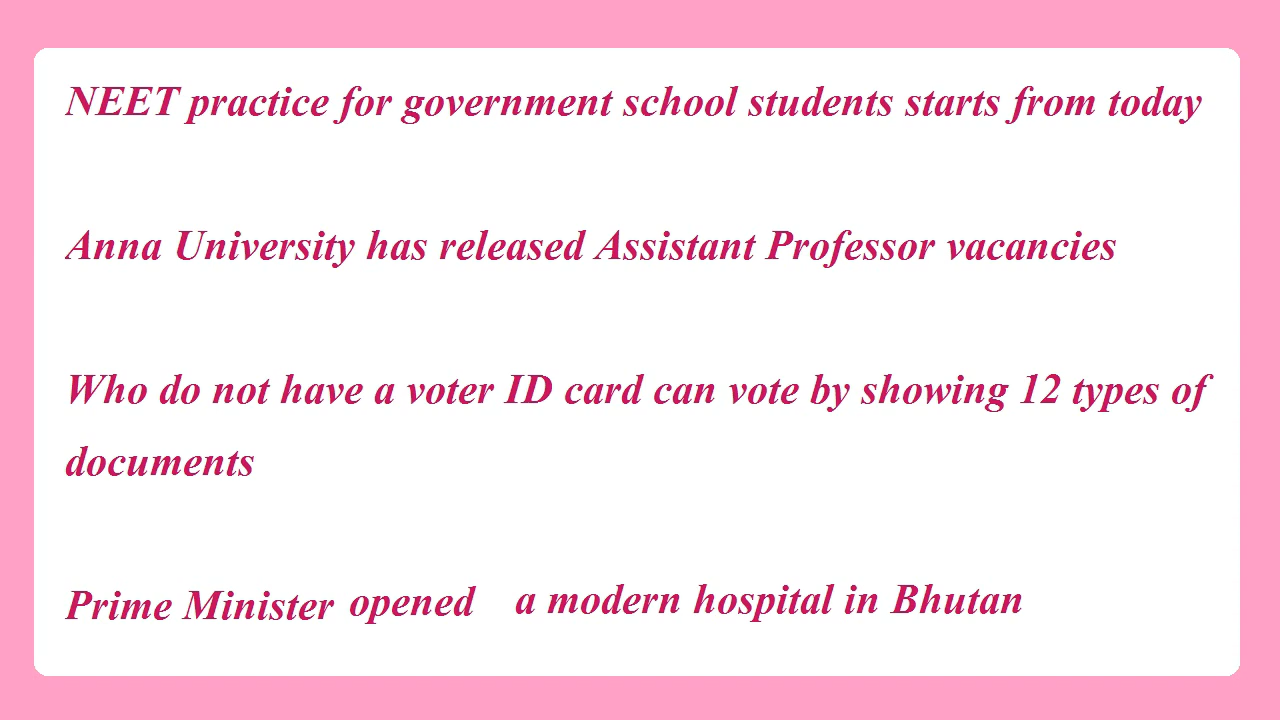 NEET practice for government school students starts from today
Anna University has released Assistant Professor vacancies
Who do not have a voter ID card can vote by showing 12 types of
documents
Prime Minister opened a modern hospital in Bhutan